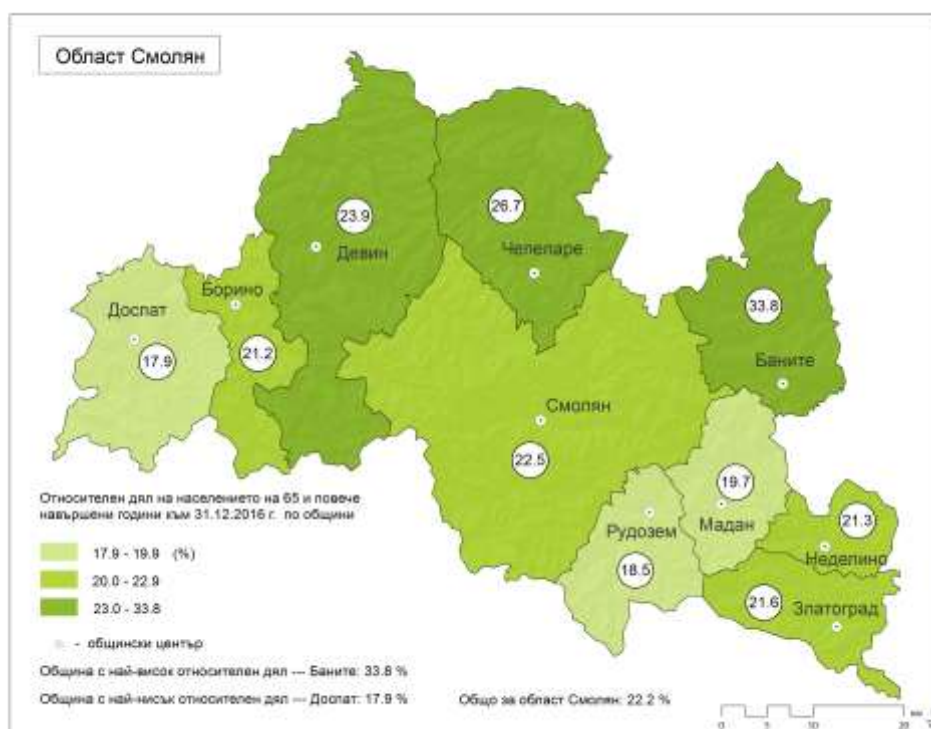 Област Смолян
23.9
Девин
26.7
Чепеларе
33.8
Баните
Борино
21.2
Доспат
17.9
Смолян
22.5
19.7
Мадан
Рудозем
18.5
21.3
Неделино
21.6
Златоград
Относителен дял на населението на 65 и повече
навършени години към 31.12.2016 г. по общини
17.9 - 19.9 (%)
20.0 - 22.9
23.0 - 33.8
- общински център
Община с най-висок относителен дял --- Баните: 33.8 %
Община с най-нисък относителен дял --- Доспат: 17.9 %
Общо за област Смолян: 22.2 %
0 5 10 20